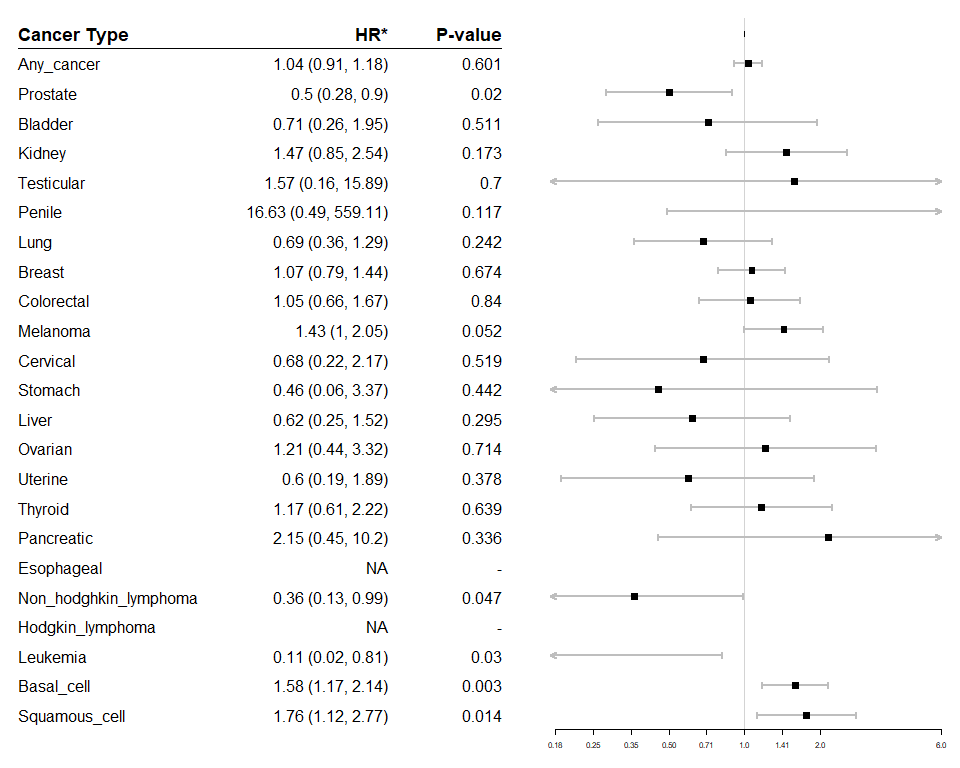 Cancer Type HR* P-value
Any_cancer 1.04 (0.91, 1.18) 0.601
Prostate 0.5 (0.28, 0.9) 0.02
Bladder 0.71 (0.26, 1.95) 0.511
Kidney 1.47 (0.85, 2.54) 0.173
Testicular 1.57 (0.16, 15.89) 0.7
Penile 16.63 (0.49, 559.11) 0.117
Lung 0.69 (0.36, 1.29) 0.242
Breast 1.07 (0.79, 1.44) 0.674
Colorectal 1.05 (0.66, 1.67) 0.84
Melanoma 1.43 (1, 2.05) 0.052
Cervical 0.68 (0.22, 2.17) 0.519
Stomach 0.46 (0.06, 3.37) 0.442
Liver 0.62 (0.25, 1.52) 0.295
Ovarian 1.21 (0.44, 3.32) 0.714
Uterine 0.6 (0.19, 1.89) 0.378
Thyroid 1.17 (0.61, 2.22) 0.639
Pancreatic 2.15 (0.45, 10.2) 0.336
Esophageal NA -
Non_hodghkin_lymphoma 0.36 (0.13, 0.99) 0.047
Hodgkin_lymphoma NA -
Leukemia 0.11 (0.02, 0.81) 0.03
Basal_cell 1.58 (1.17, 2.14) 0.003
Squamous_cell 1.76 (1.12, 2.77) 0.014
0.18 0.25 0.35 0.50 0.71 1.0 1.41 2.0 6.0